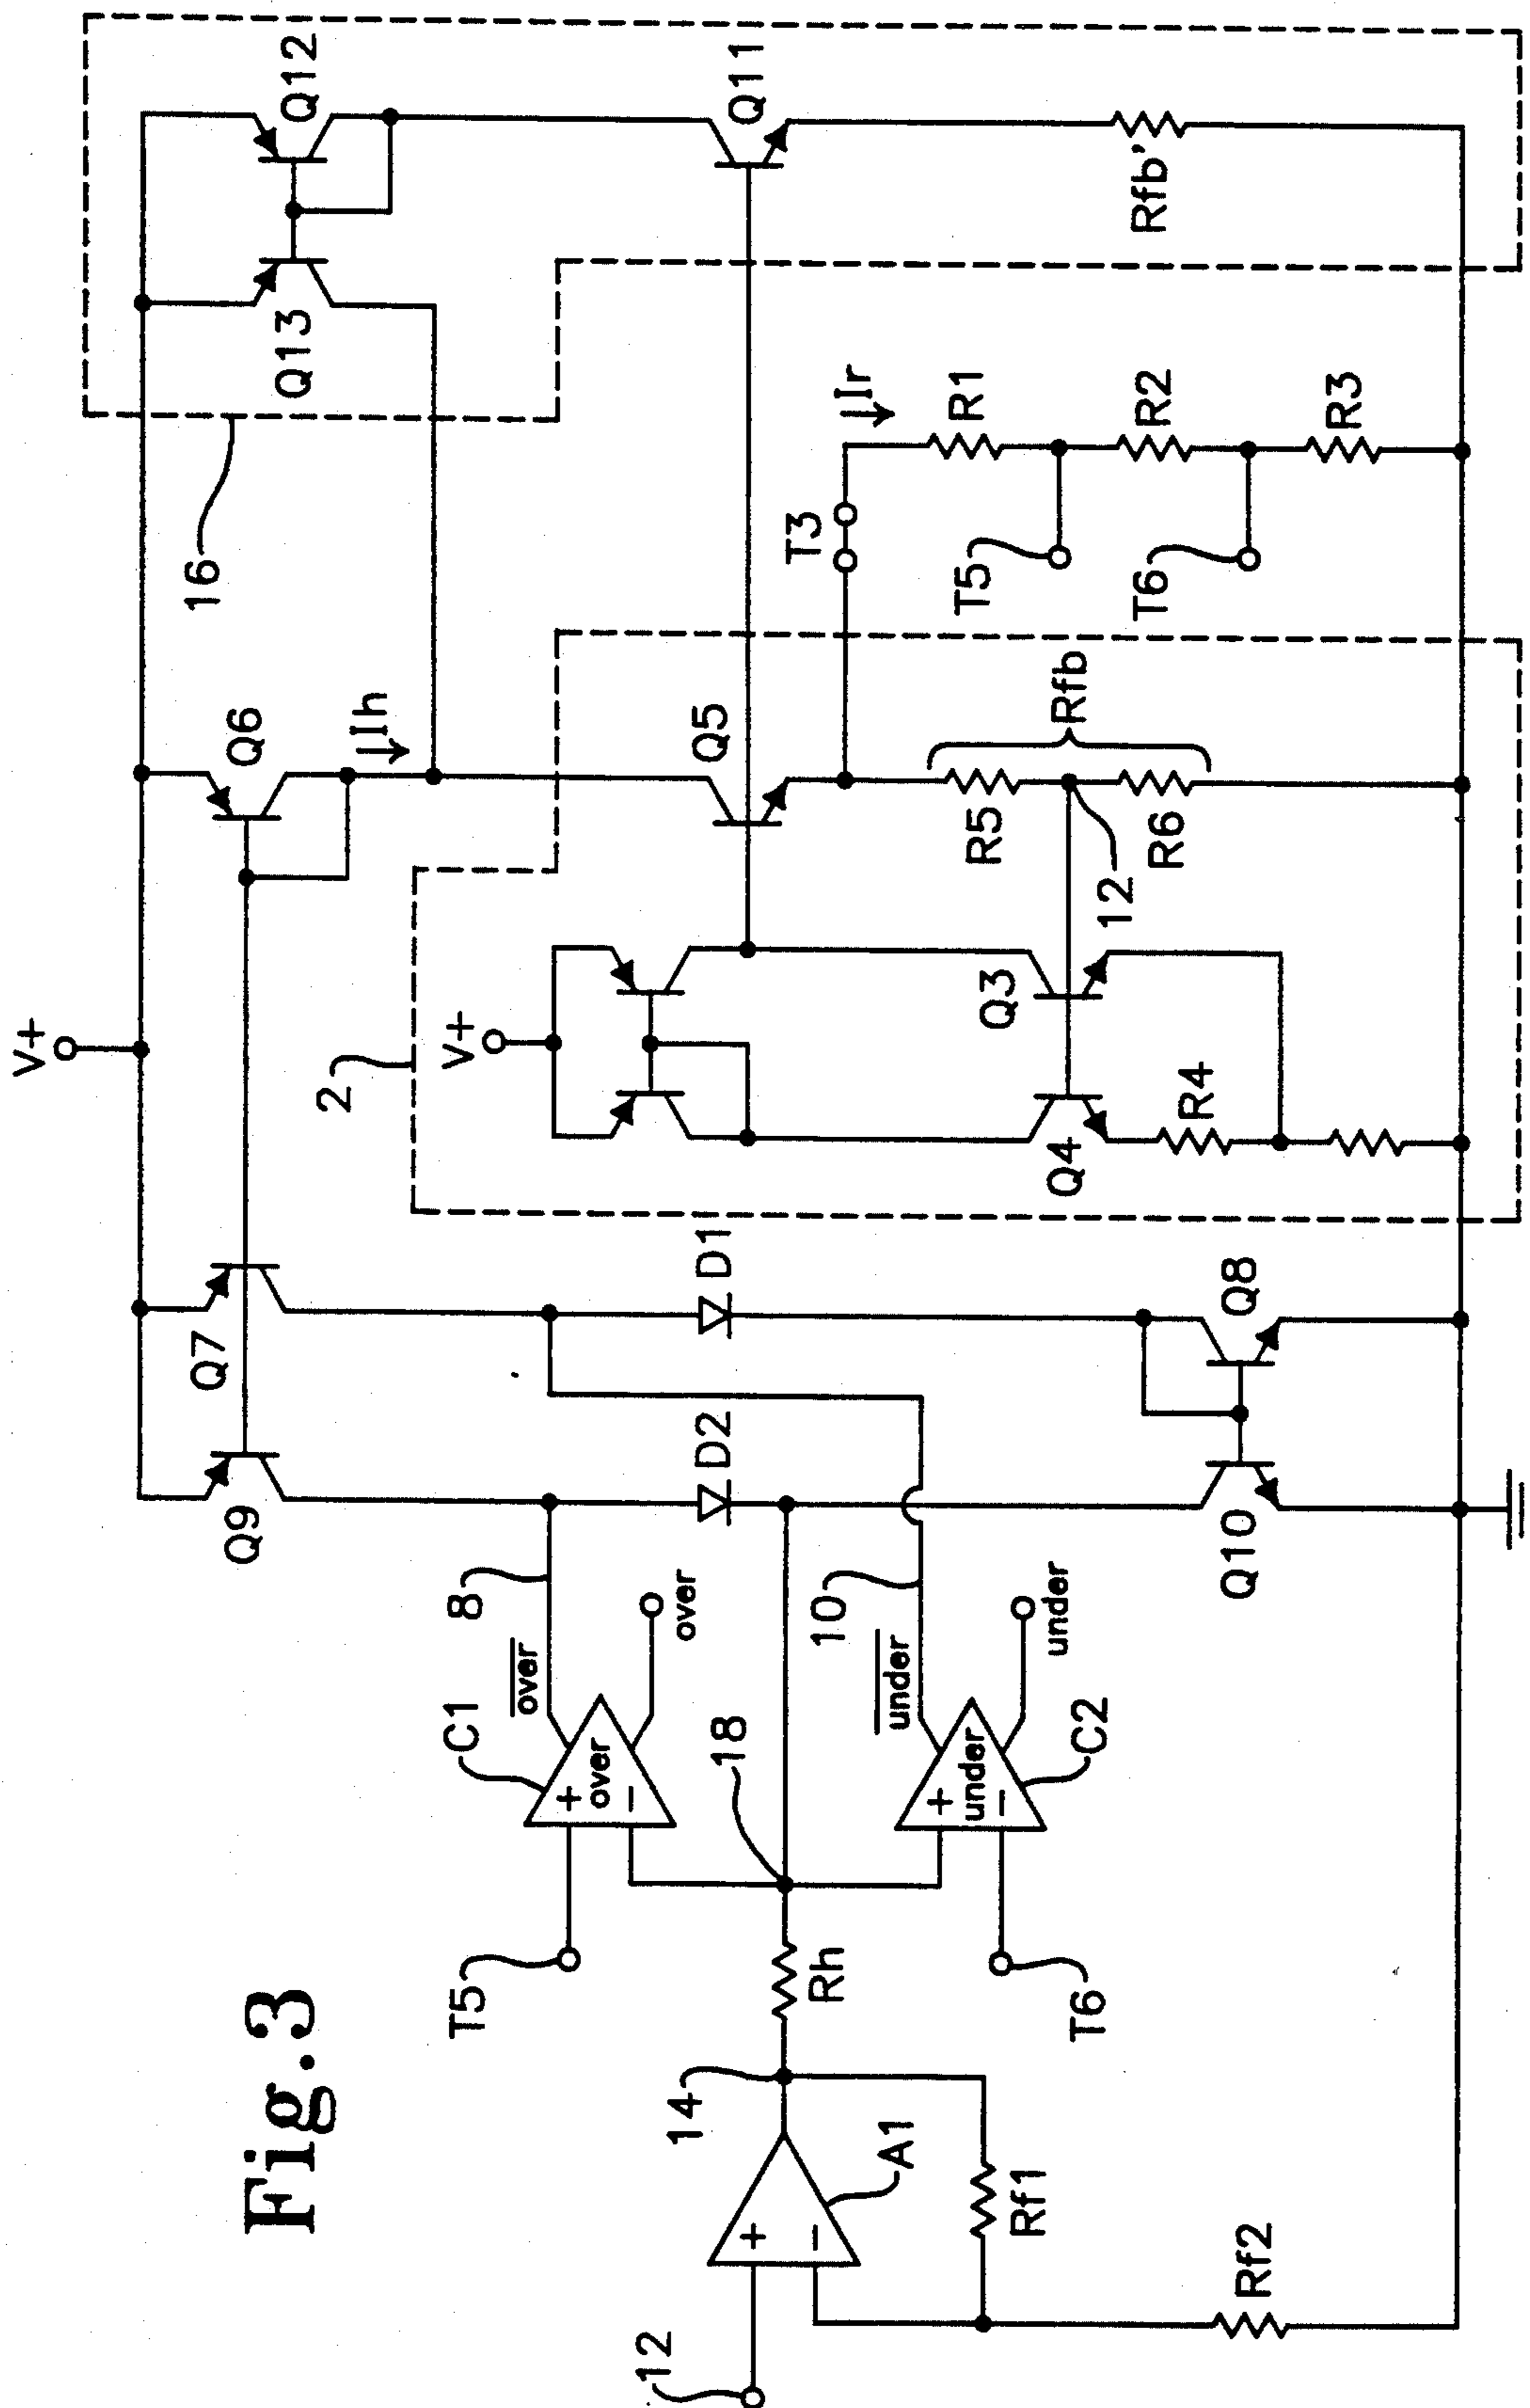 Fig.3
V+
16
Q12
Q13
Q6
Ih
Q7
Q9
2
V+
Q11
Q5
T3
Ir
R1
T5
R2
T6
R3
Rfb'
Rfb
R5
12
R6
Q3
Q4
R4
D1
D2
8
over
over
C1
over
T5
18
10
under
under
under
C2
T6
Rh
14
A1
12
Rf1
Rf2
Q8
Q10
+
−
+
−
+
−